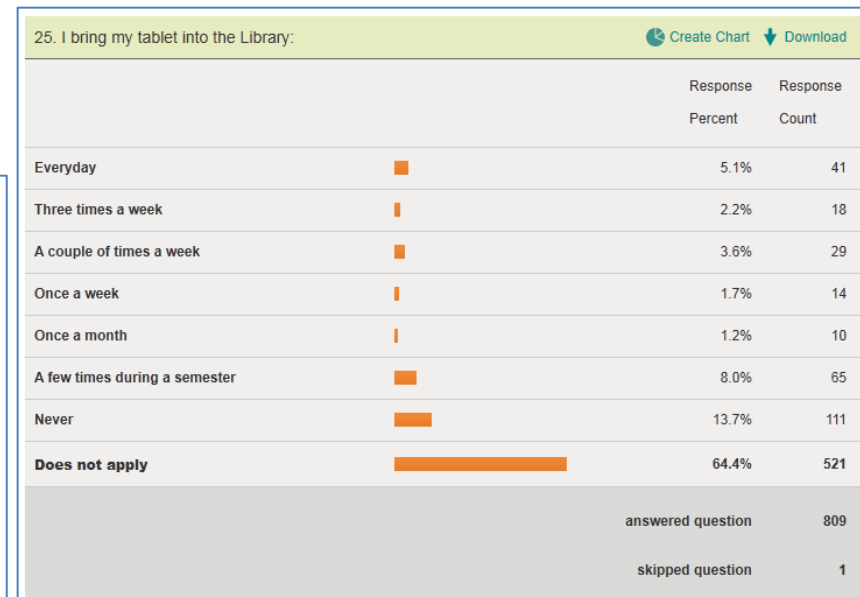 25. I bring my tablet into the Library: Create Chart Download
Response Response
Percent Count
Everyday 5.1% 41
Three times a week 2.2% 18
A couple of times a week 3.6% 29
Once a week 1.7% 14
Once a month 1.2% 10
A few times during a semester 8.0% 65
Never 13.7% 111
Does not apply 64.4% 521
answered question 809
skipped question 1